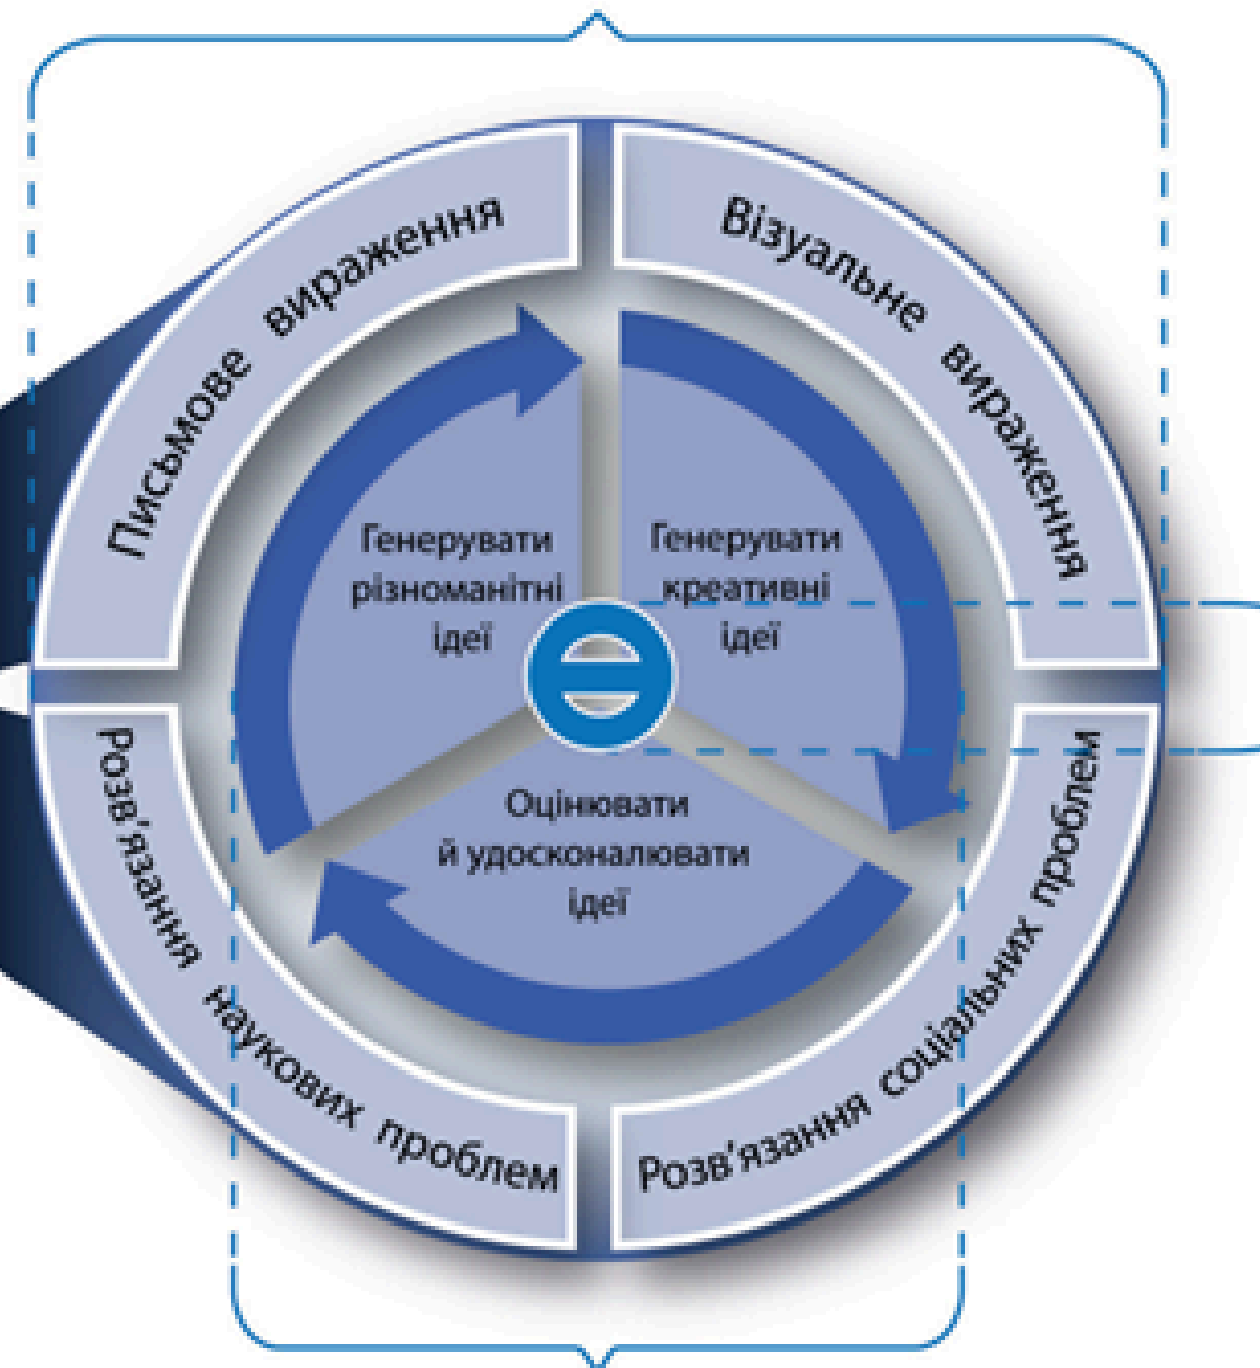 Письмове вираження
Візуальне вираження
Генерувати
різноманітні
ідеї
Генерувати
креативні
ідеї
Оцінювати
й удосконалювати
ідеї
Розв'язання наукових проблем
Розв'язання соціальних проблем